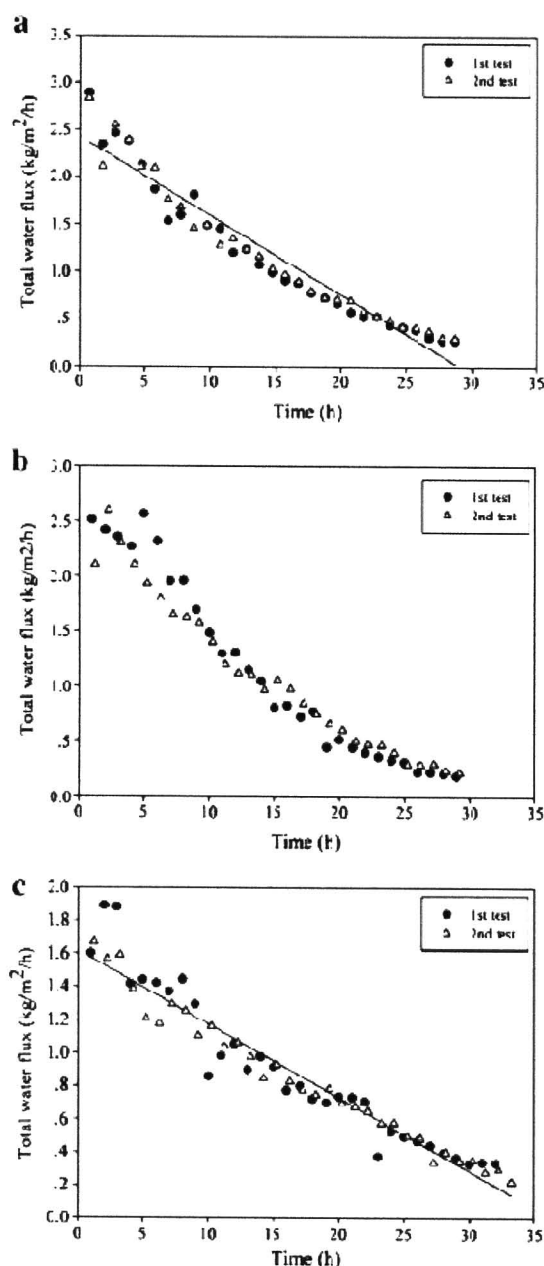 a
3.5
3.0
2.5
2.0
1.5
1.0
.5
0.0
Total water flux (kg/m²/h)
1st test
2nd test
0 5 10 15 20 25 30 35
Time (h)
b
3.0
2.5
2.0
1.5
1.0
.5
0.0
Total water flux (kg/m2/h)
1st test
2nd test
0 5 10 15 20 25 30 35
Time (h)
c
2.0
1.8
1.6
1.4
1.2
1.0
.8
.6
.4
.2
0.0
Total water flux (kg/m²/h)
1st test
2nd test
0 5 10 15 20 25 30 35
Time (h)